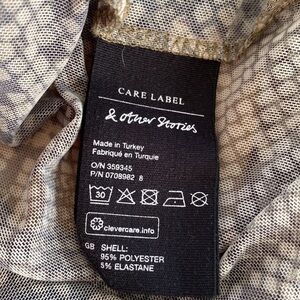 CARE LABEL
& other Stories
Made in Turkey
Fabriqué en Turquie
O/N 359345
P/N 0708982 8
30
clevercare.info
GB SHELL:
95% POLYESTER
5% ELASTANE